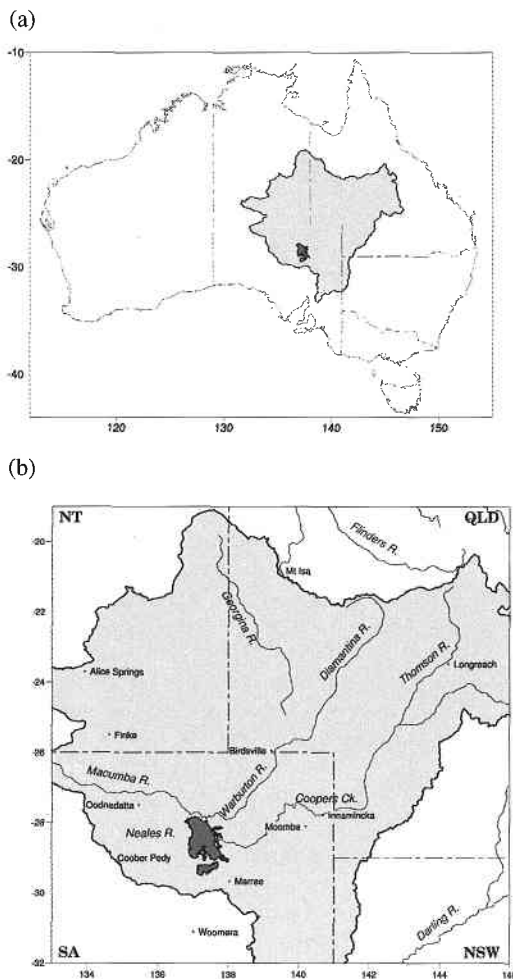 (a)
-10
-20
-30
-40
120
130
140
150
(b)
NT
QLD
-20
Flinders R.
Mt Isa
-22
Georgina R.
Diamantina R.
Thomson R.
Longreach
Alice Springs
-24
Finke
-26
Birdsville
Macumba R.
Warburton R.
Coopers Ck.
Oodnadatta
Innamincka
Neales R.
Moomba
-28
Coober Pedy
Marree
-30
Darling R.
Woomera
SA
NSW
-32
134
136
138
140
142
144
146